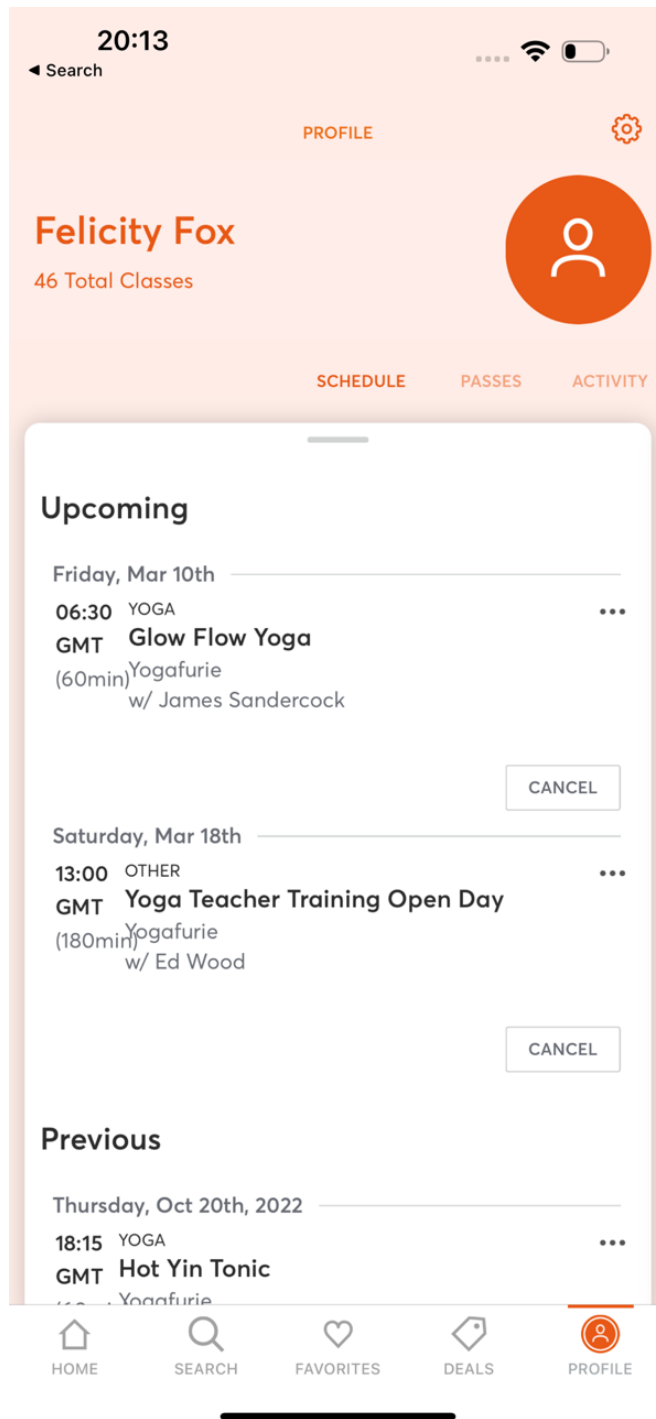 20:13
◀ Search
PROFILE
Felicity Fox
46 Total Classes
SCHEDULE PASSES ACTIVITY
Upcoming
Friday, Mar 10th
06:30 YOGA
GMT Glow Flow Yoga
(60min) Yogafurie
w/ James Sandercock
CANCEL
Saturday, Mar 18th
13:00 OTHER
GMT Yoga Teacher Training Open Day
(180min) Yogafurie
w/ Ed Wood
CANCEL
Previous
Thursday, Oct 20th, 2022
18:15 YOGA
GMT Hot Yin Tonic
Yogafurie
HOME SEARCH FAVORITES DEALS PROFILE